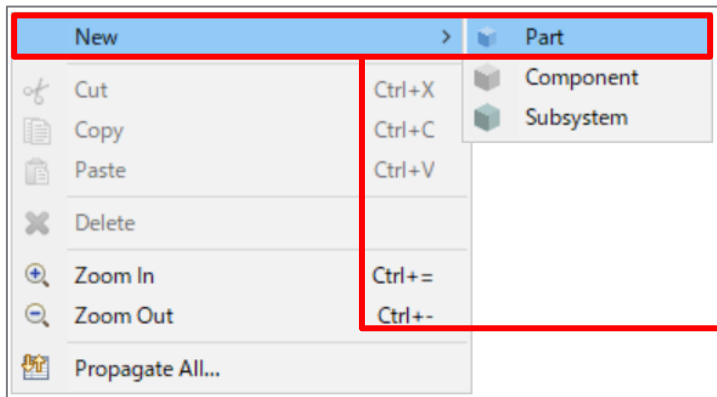 New > Part
Component
Cut Ctrl+X
Subsystem
Copy Ctrl+C
Paste Ctrl+V
Delete
Zoom In Ctrl+=
Zoom Out Ctrl+-
Propagate All...